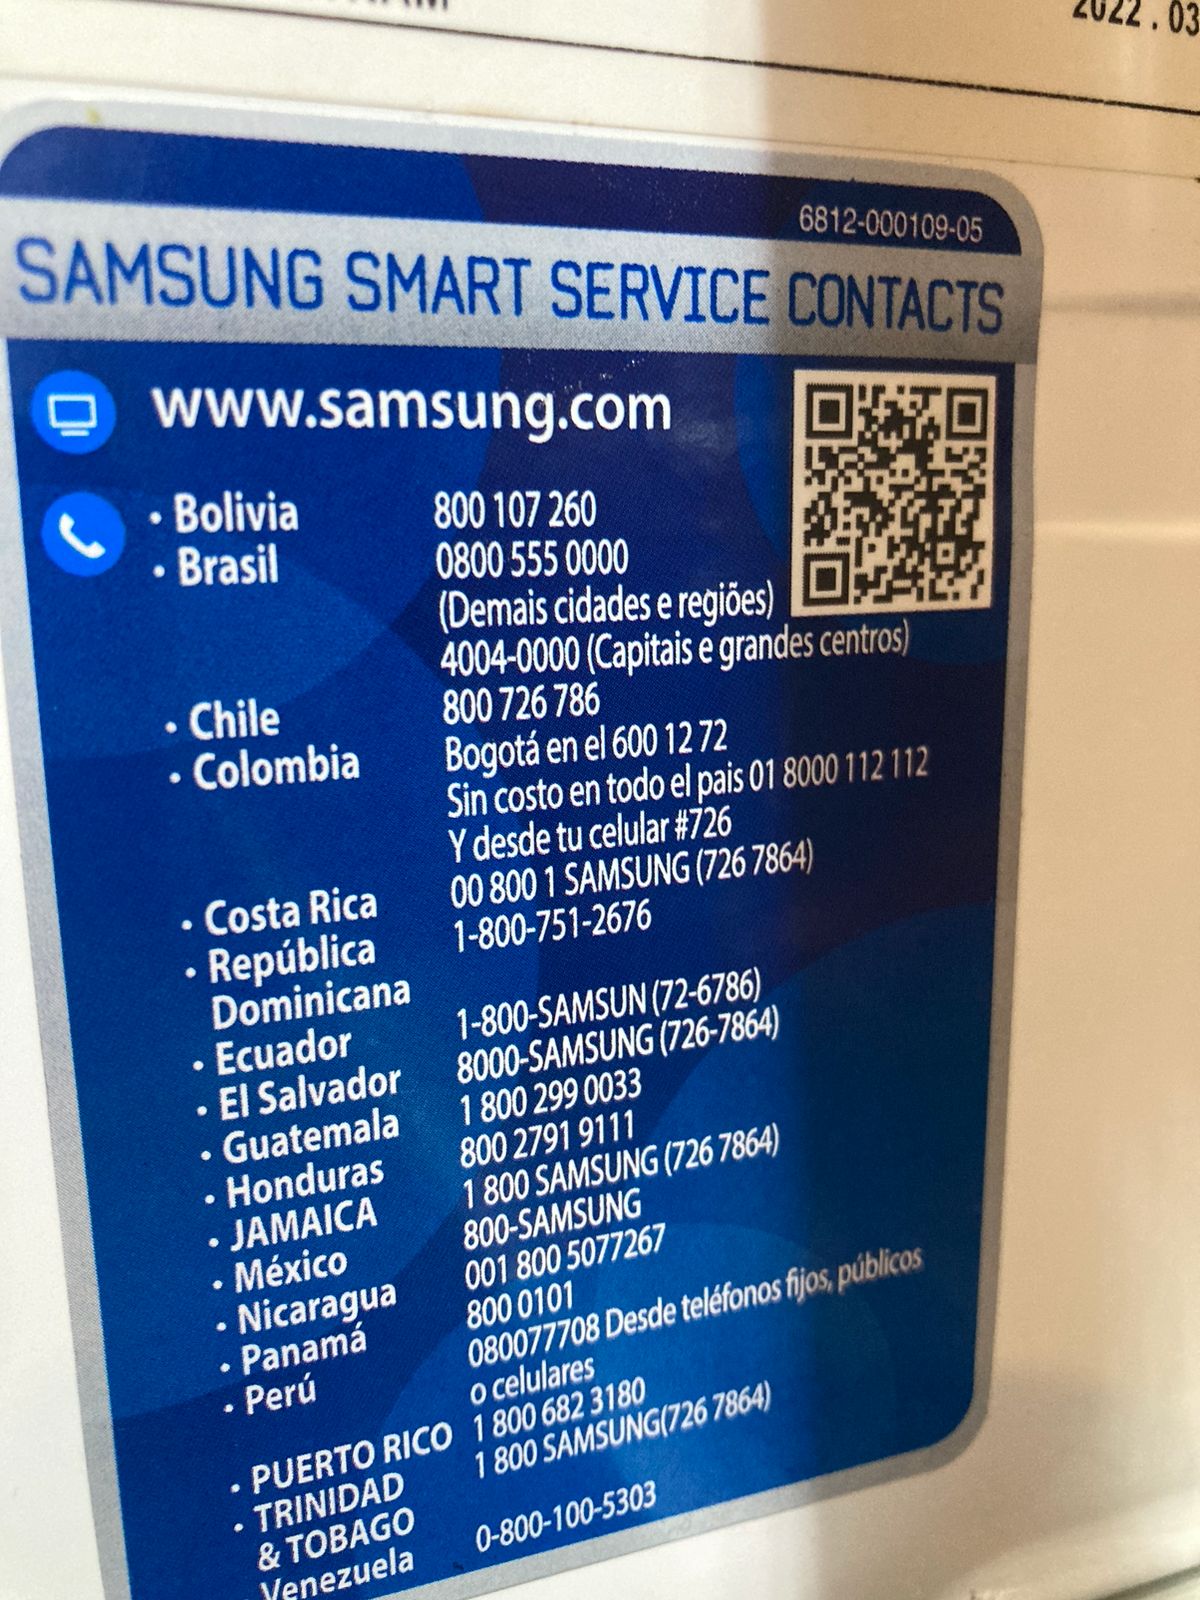 2022 . 03
6812-000109-05
SAMSUNG SMART SERVICE CONTACTS
www.samsung.com
• Bolivia 800 107 260
• Brasil 0800 555 0000
(Demais cidades e regiões)
4004-0000 (Capitais e grandes centros)
• Chile 800 726 786
• Colombia Bogotá en el 600 12 72
Sin costo en todo el pais 01 8000 112 112
Y desde tu celular #726
• Costa Rica 00 800 1 SAMSUNG (726 7864)
• República 1-800-751-2676
Dominicana
• Ecuador 1-800-SAMSUN (72-6786)
• El Salvador 8000-SAMSUNG (726-7864)
• Guatemala 1 800 299 0033
• Honduras 800 2791 9111
• JAMAICA 1 800 SAMSUNG (726 7864)
• México 800-SAMSUNG
• Nicaragua 001 800 5077267
• Panamá 800 0101
• Perú 080077708 Desde teléfonos fijos, públicos
o celulares
• PUERTO RICO 1 800 682 3180
• TRINIDAD 1 800 SAMSUNG(726 7864)
& TOBAGO
Venezuela 0-800-100-5303